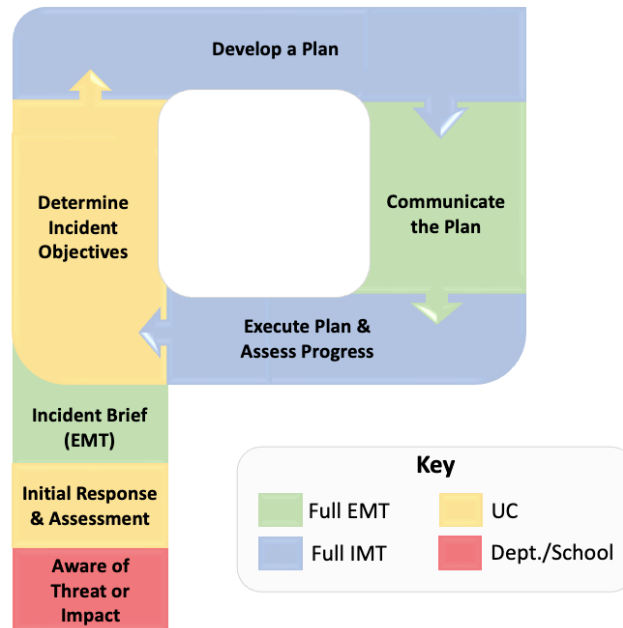 Develop a Plan
Determine
Incident
Objectives
Communicate
the Plan
Execute Plan &
Assess Progress
Incident Brief
(EMT)
Initial Response
& Assessment
Aware of
Threat or
Impact
Key
Full EMT
UC
Full IMT
Dept./School